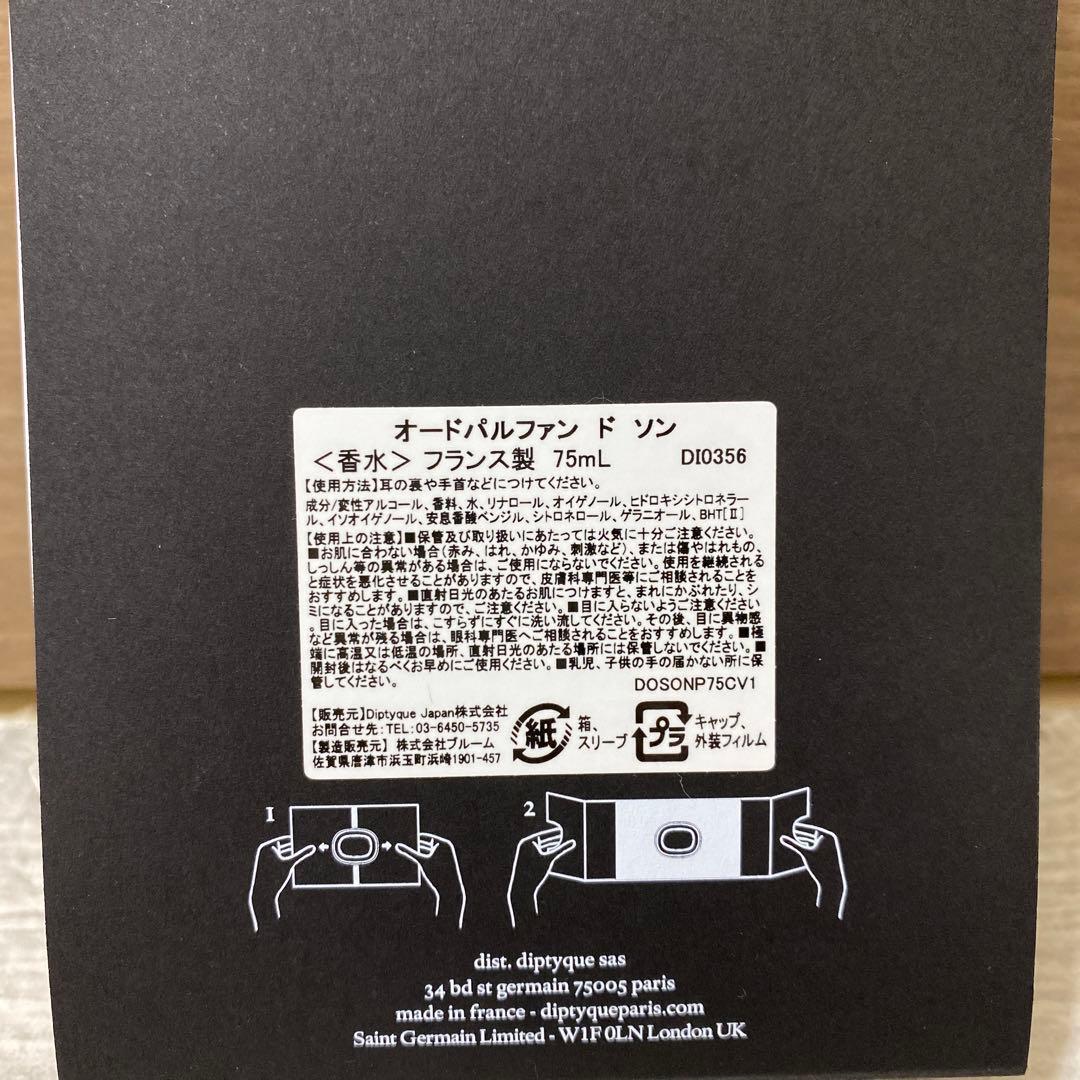 オードパルファン ド ソン
＜香水＞ フランス製 75mL DI0356
【使用方法】耳の裏や手首などにつけてください。
成分/変性アルコール、香料、水、リナロール、オイゲノール、ヒドロキシシトロネラー
ル、イソオイゲノール、安息香酸ベンジル、シトロネロール、ゲラニオール、BHT[Ⅱ]
【使用上の注意】■保管及び取り扱いにあたっては火気に十分ご注意ください。
■お肌に合わない場合(赤み、はれ、かゆみ、刺激など)、または傷やはれもの、
しっしん等の異常がある場合は、ご使用にならないでください。使用を継続される
と症状を悪化させることがありますので、皮膚科専門医等にご相談されることを
おすすめします。■直射日光のあたるお肌につけますと、まれにかぶれたり、シ
ミになることがありますので、ご注意ください。■目に入らないようご注意ください
。目に入った場合は、こすらずにすぐに洗い流してください。その後、目に異物感
など異常が残る場合は、眼科専門医へご相談されることをおすすめします。■極
端に高温又は低温の場所、直射日光のあたる場所には保管しないでください。■
開封後はなるべくお早めにご使用ください。■乳児、子供の手の届かない所に保
管してください。
DOSONP75CV1
【販売元】Diptyque Japan株式会社
お問合せ先:TEL:03-6450-5735
【製造販売元】 株式会社ブルーム
佐賀県唐津市浜玉町浜崎1901-457
紙 箱、
スリーブ
プラ キャップ、
外装フィルム
1 2
dist. diptyque sas
34 bd st germain 75005 paris
made in france - diptyqueparis.com
Saint Germain Limited - W1F 0LN London UK